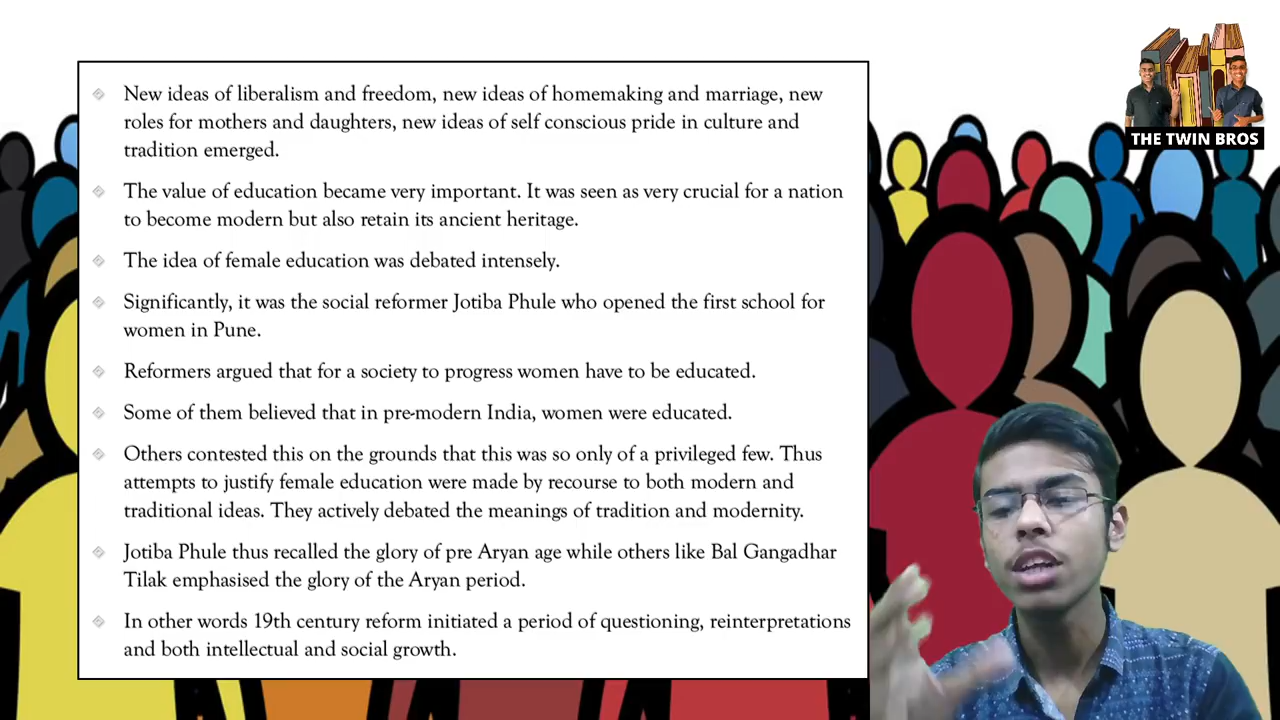 New ideas of liberalism and freedom, new ideas of homemaking and marriage, new
roles for mothers and daughters, new ideas of self conscious pride in culture and
tradition emerged.
The value of education became very important. It was seen as very crucial for a nation
to become modern but also retain its ancient heritage.
The idea of female education was debated intensely.
Significantly, it was the social reformer Jotiba Phule who opened the first school for
women in Pune.
Reformers argued that for a society to progress women have to be educated.
Some of them believed that in pre-modern India, women were educated.
Others contested this on the grounds that this was so only of a privileged few. Thus
attempts to justify female education were made by recourse to both modern and
traditional ideas. They actively debated the meanings of tradition and modernity.
Jotiba Phule thus recalled the glory of pre Aryan age while others like Bal Gangadhar
Tilak emphasised the glory of the Aryan period.
In other words 19th century reform initiated a period of questioning, reinterpretations
and both intellectual and social growth.
THE TWIN BROS